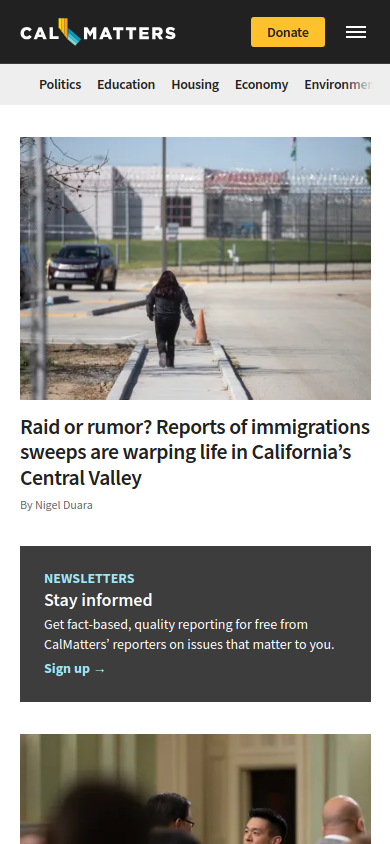 CAL MATTERS
Donate
Politics Education Housing Economy Environmen
Raid or rumor? Reports of immigrations
sweeps are warping life in California’s
Central Valley
By Nigel Duara
NEWSLETTERS
Stay informed
Get fact-based, quality reporting for free from
CalMatters’ reporters on issues that matter to you.
Sign up →